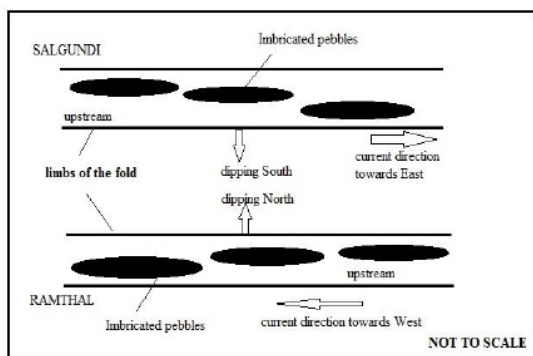 Imbricated pebbles
SALGUNDI
upstream
current direction
towards East
dipping South
limbs of the fold
dipping North
upstream
RAMTHAL
Imbricated pebbles
current direction towards West
NOT TO SCALE